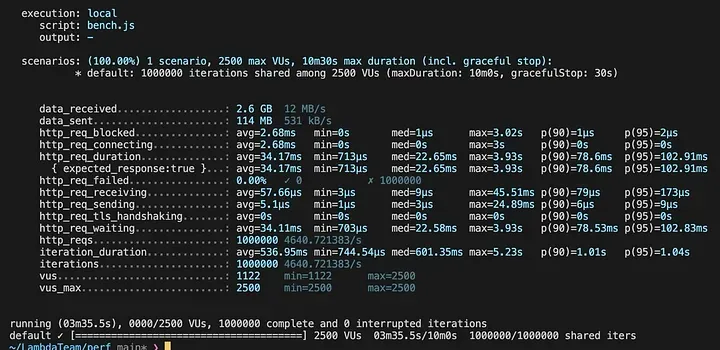 execution: local
script: bench.js
output: -
scenarios: (100.00%) 1 scenario, 2500 max VUs, 10m30s max duration (incl. graceful stop):
* default: 1000000 iterations shared among 2500 VUs (maxDuration: 10m0s, gracefulStop: 30s)
data_received..................: 2.6 GB 12 MB/s
data_sent......................: 114 MB 531 kB/s
http_req_blocked...............: avg=2.68ms min=0s med=1µs max=3.02s p(90)=1µs p(95)=2µs
http_req_connecting............: avg=2.68ms min=0s med=0s max=3s p(90)=0s p(95)=0s
http_req_duration..............: avg=34.17ms min=713µs med=22.65ms max=3.93s p(90)=78.6ms p(95)=102.91ms
{ expected_response:true }...: avg=34.17ms min=713µs med=22.65ms max=3.93s p(90)=78.6ms p(95)=102.91ms
http_req_failed................: 0.00% ✓ 0 ✗ 1000000
http_req_receiving.............: avg=57.66µs min=3µs med=9µs max=45.51ms p(90)=79µs p(95)=173µs
http_req_sending...............: avg=5.1µs min=1µs med=3µs max=24.89ms p(90)=6µs p(95)=9µs
http_req_tls_handshaking.......: avg=0s min=0s med=0s max=0s p(90)=0s p(95)=0s
http_req_waiting...............: avg=34.11ms min=703µs med=22.58ms max=3.93s p(90)=78.53ms p(95)=102.83ms
http_reqs......................: 1000000 4640.721383/s
iteration_duration.............: avg=536.95ms min=744.54µs med=601.35ms max=5.23s p(90)=1.01s p(95)=1.04s
iterations.....................: 1000000 4640.721383/s
vus............................: 1122 min=1122 max=2500
vus_max........................: 2500 min=2500 max=2500
running (03m35.5s), 0000/2500 VUs, 1000000 complete and 0 interrupted iterations
default ✓ [======================================] 2500 VUs 03m35.5s/10m0s 1000000/1000000 shared iters
~/LambdaTeam/perf main* ❯